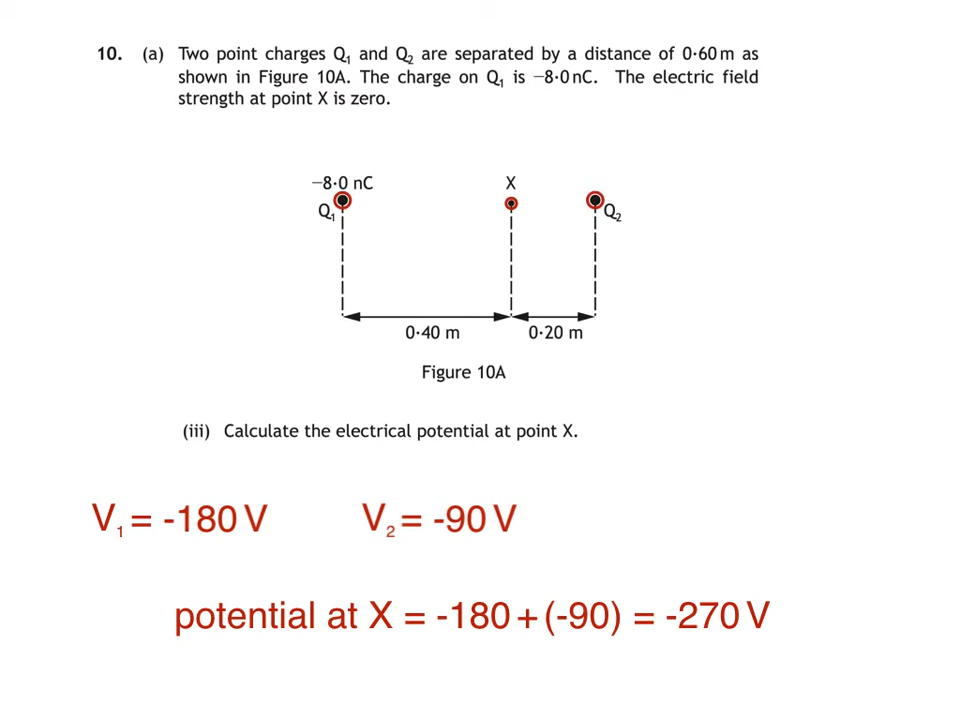 10. (a) Two point charges Q₁ and Q₂ are separated by a distance of 0·60 m as
shown in Figure 10A. The charge on Q₁ is −8·0 nC. The electric field
strength at point X is zero.
−8·0 nC
X
Q₁
Q₂
0·40 m
0·20 m
Figure 10A
(iii) Calculate the electrical potential at point X.
V₁ = -180 V
V₂ = -90 V
potential at X = -180 + (-90) = -270 V